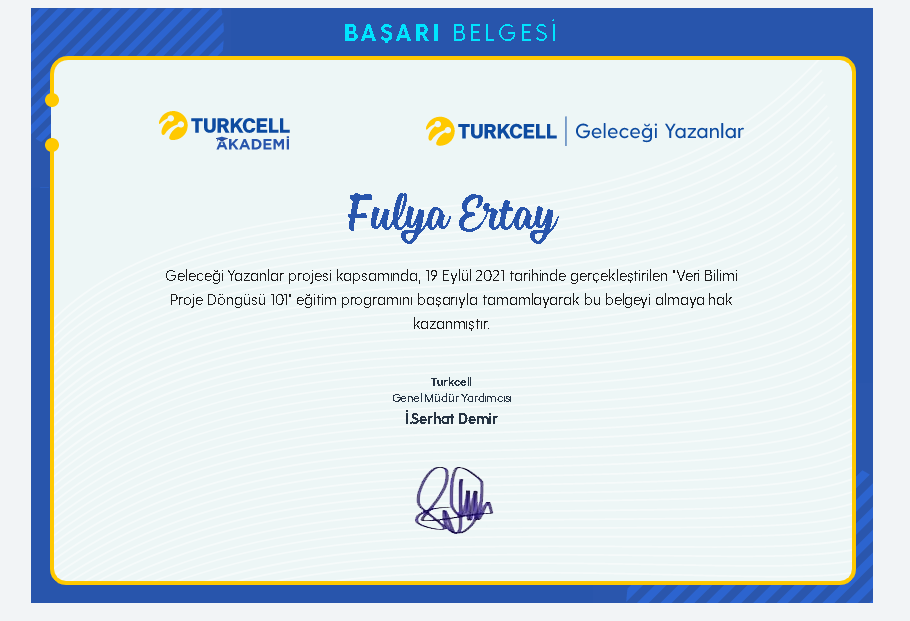 BAŞARI BELGESİ
TURKCELL
AKADEMİ
TURKCELL | Geleceği Yazanlar
Fulya Ertay
Geleceği Yazanlar projesi kapsamında, 19 Eylül 2021 tarihinde gerçekleştirilen "Veri Bilimi
Proje Döngüsü 101" eğitim programını başarıyla tamamlayarak bu belgeyi almaya hak
kazanmıştır.
Turkcell
Genel Müdür Yardımcısı
İ.Serhat Demir